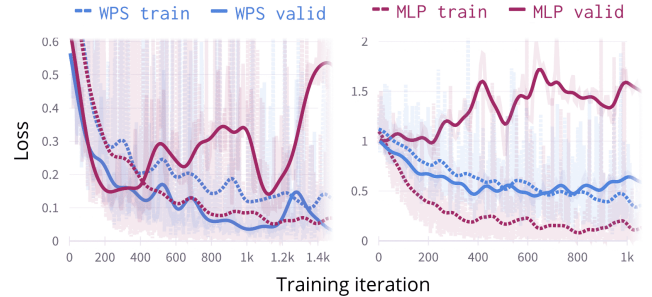 WPS train WPS valid MLP train MLP valid
Loss
0.6
0.5
0.4
0.3
0.2
0.1
0
0 200 400 600 800 1k 1.2k 1.4k
2
1.5
1
0.5
0
0 200 400 600 800 1k
Training iteration